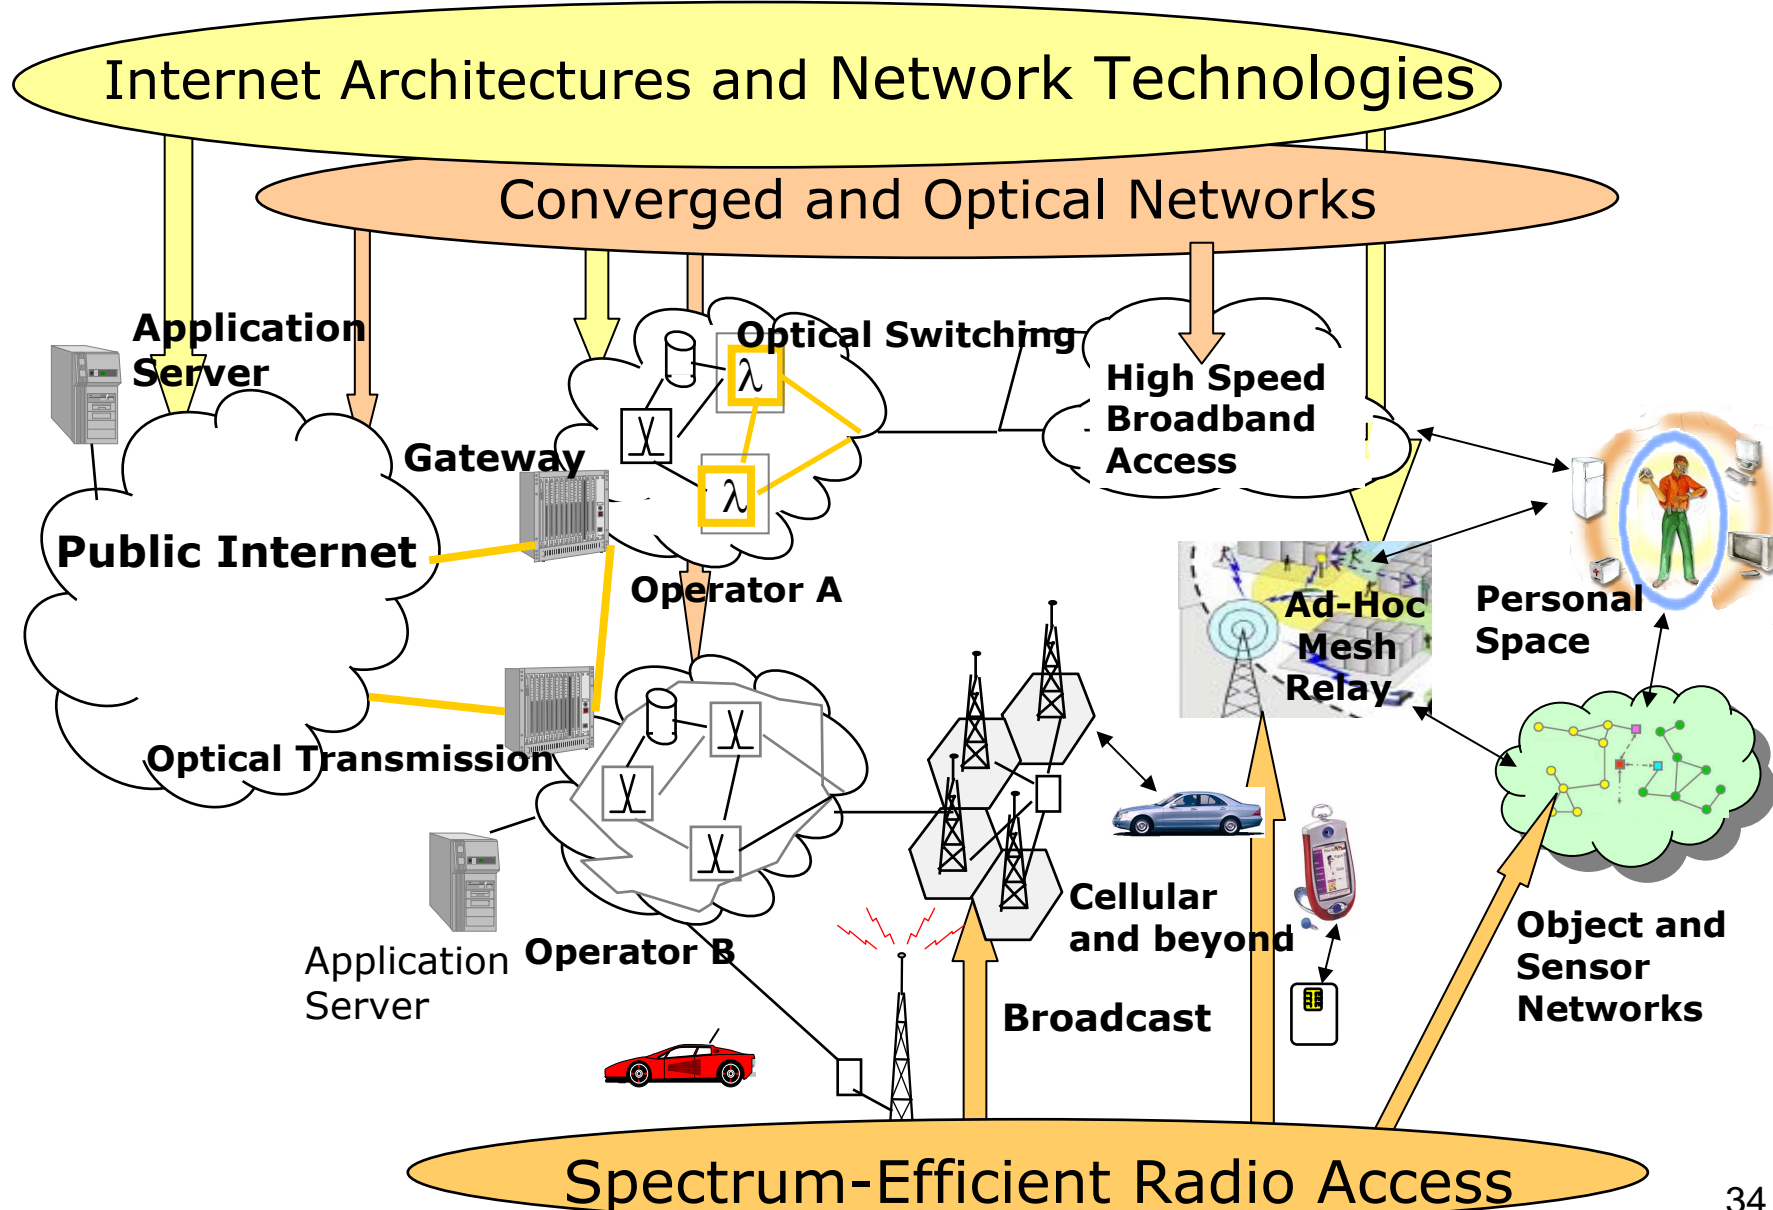 Internet Architectures and Network Technologies
Converged and Optical Networks
Application
Server
Optical Switching
High Speed
Broadband
Access
λ
Gateway
λ
Public Internet
Operator A
Ad-Hoc
Mesh
Relay
Personal
Space
Optical Transmission
Cellular
and beyond
Object and
Sensor
Networks
Application
Server
Operator B
Broadcast
Spectrum-Efficient Radio Access
34